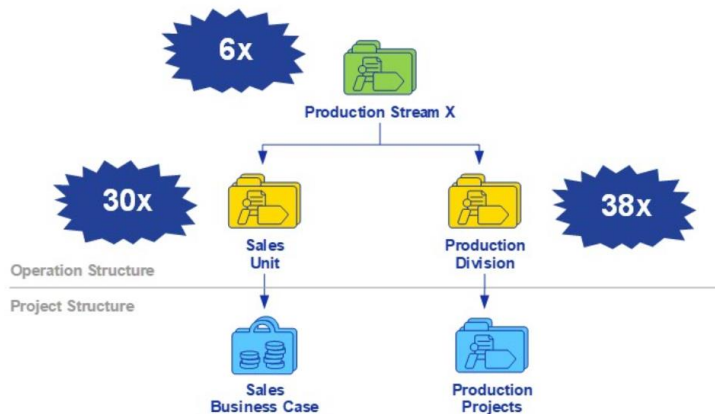 6x
Production Stream X
30x
38x
Sales
Unit
Production
Division
Operation Structure
Project Structure
Sales
Business Case
Production
Projects